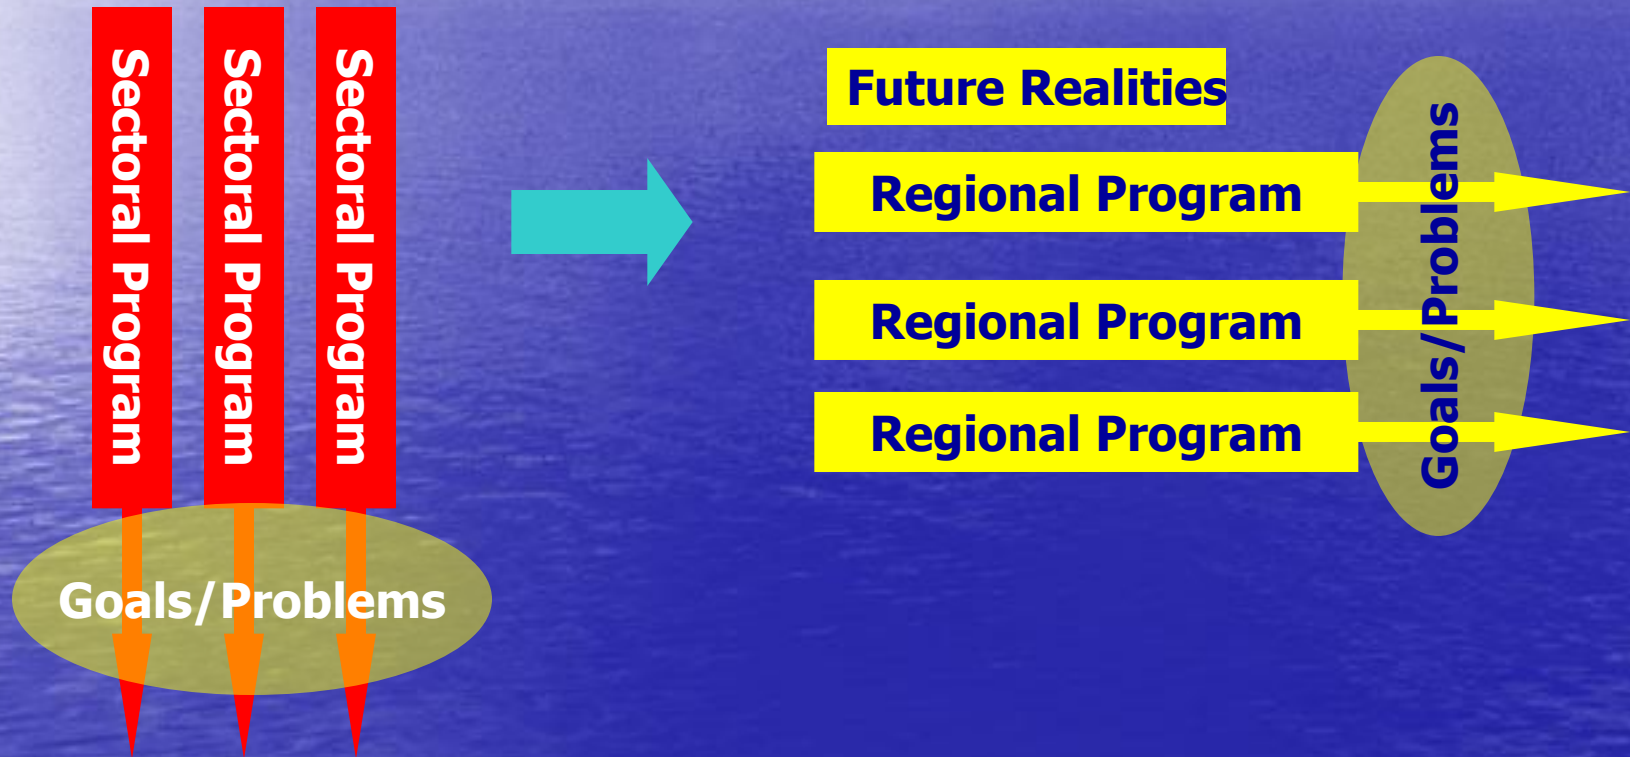 Sectoral Program
Sectoral Program
Sectoral Program
Goals/Problems
Future Realities
Regional Program
Regional Program
Regional Program
Goals/Problems